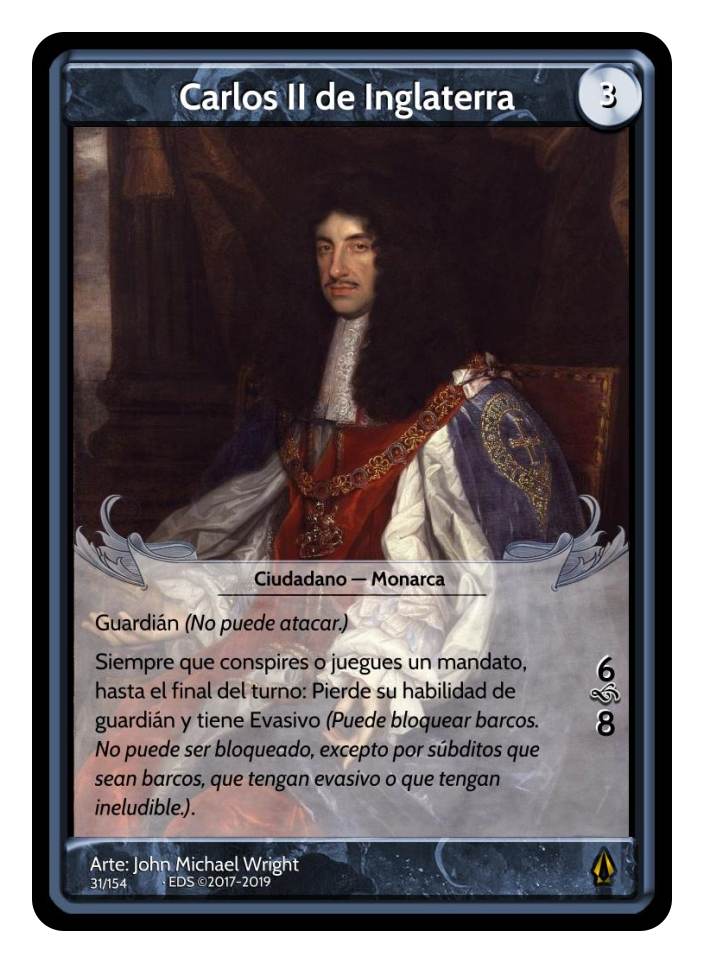 Carlos II de Inglaterra
3
Ciudadano — Monarca
Guardián (No puede atacar.)
Siempre que conspires o juegues un mandato,
hasta el final del turno: Pierde su habilidad de
guardián y tiene Evasivo (Puede bloquear barcos.
No puede ser bloqueado, excepto por súbditos que
sean barcos, que tengan evasivo o que tengan
ineludible.).
6
8
Arte: John Michael Wright
31/154 · EDS ©2017-2019